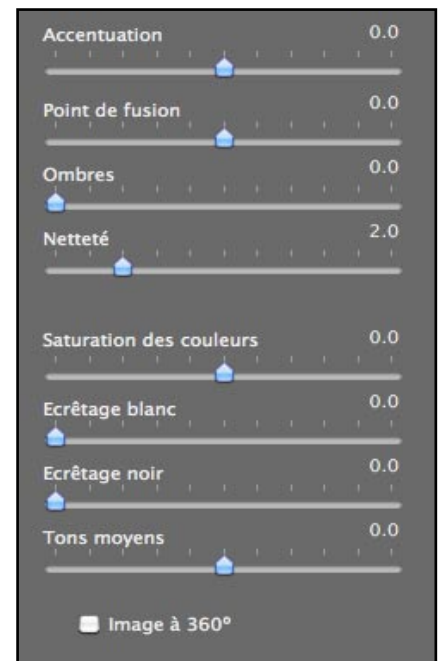 Accentuation 0.0
Point de fusion 0.0
Ombres 0.0
Netteté 2.0
Saturation des couleurs 0.0
Ecrêtage blanc 0.0
Ecrêtage noir 0.0
Tons moyens 0.0
Image à 360°